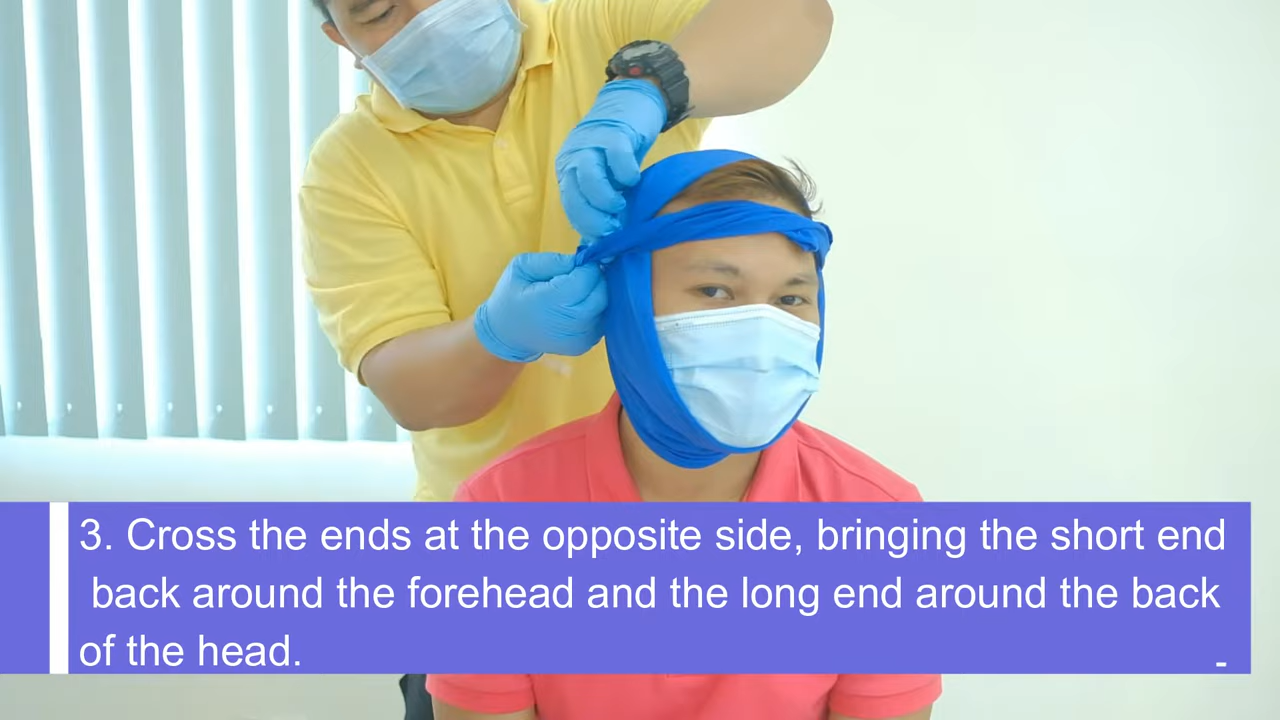 3. Cross the ends at the opposite side, bringing the short end
back around the forehead and the long end around the back
of the head.
-